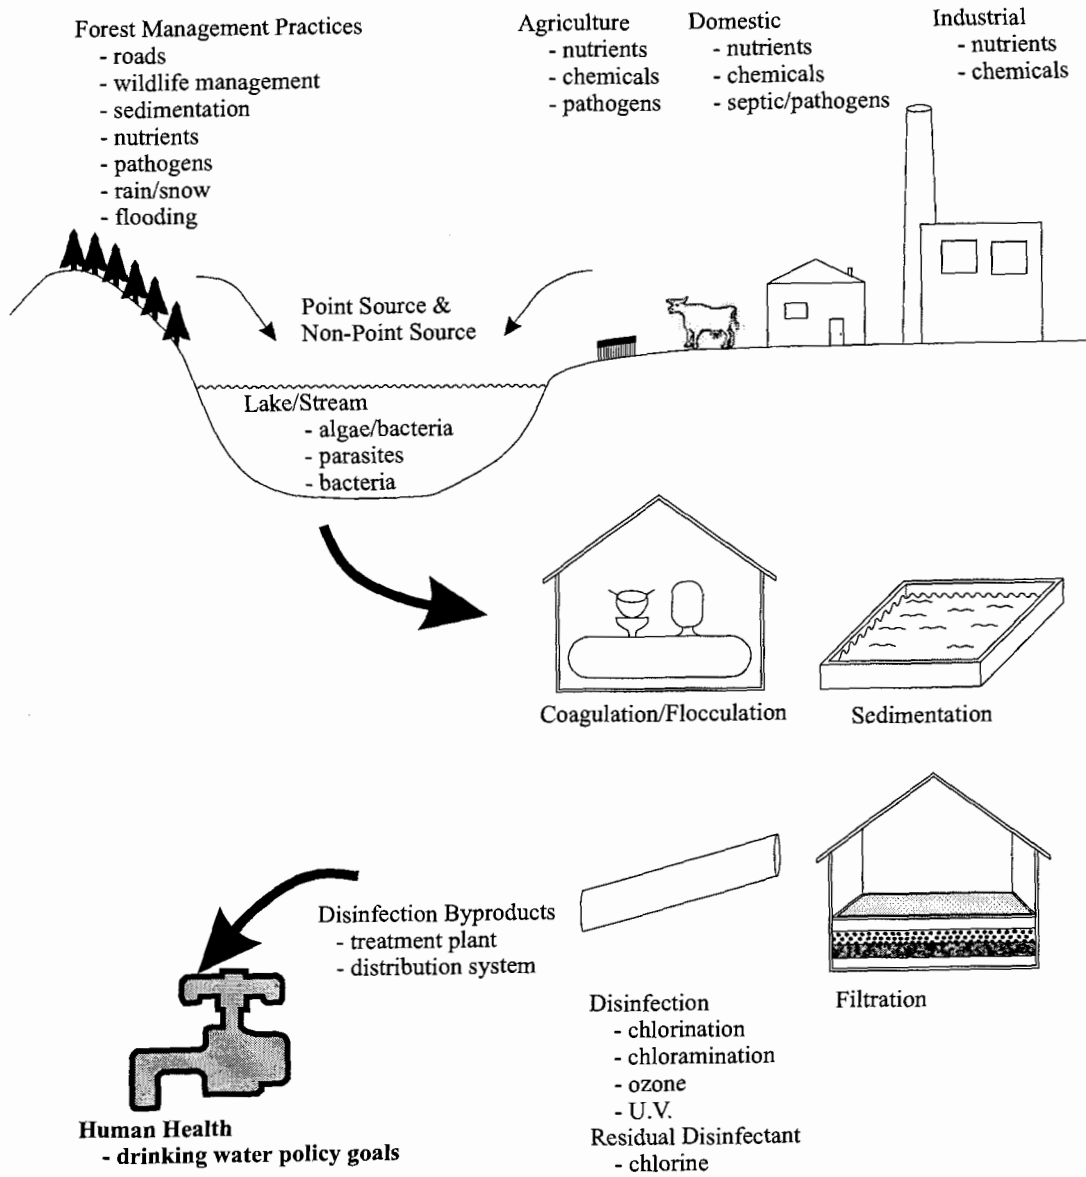 Forest Management Practices
- roads
- wildlife management
- sedimentation
- nutrients
- pathogens
- rain/snow
- flooding
Agriculture
- nutrients
- chemicals
- pathogens
Domestic
- nutrients
- chemicals
- septic/pathogens
Industrial
- nutrients
- chemicals
Point Source &
Non-Point Source
Lake/Stream
- algae/bacteria
- parasites
- bacteria
Coagulation/Flocculation
Sedimentation
Filtration
Disinfection
- chlorination
- chloramination
- ozone
- U.V.
Residual Disinfectant
- chlorine
Disinfection Byproducts
- treatment plant
- distribution system
Human Health
- drinking water policy goals